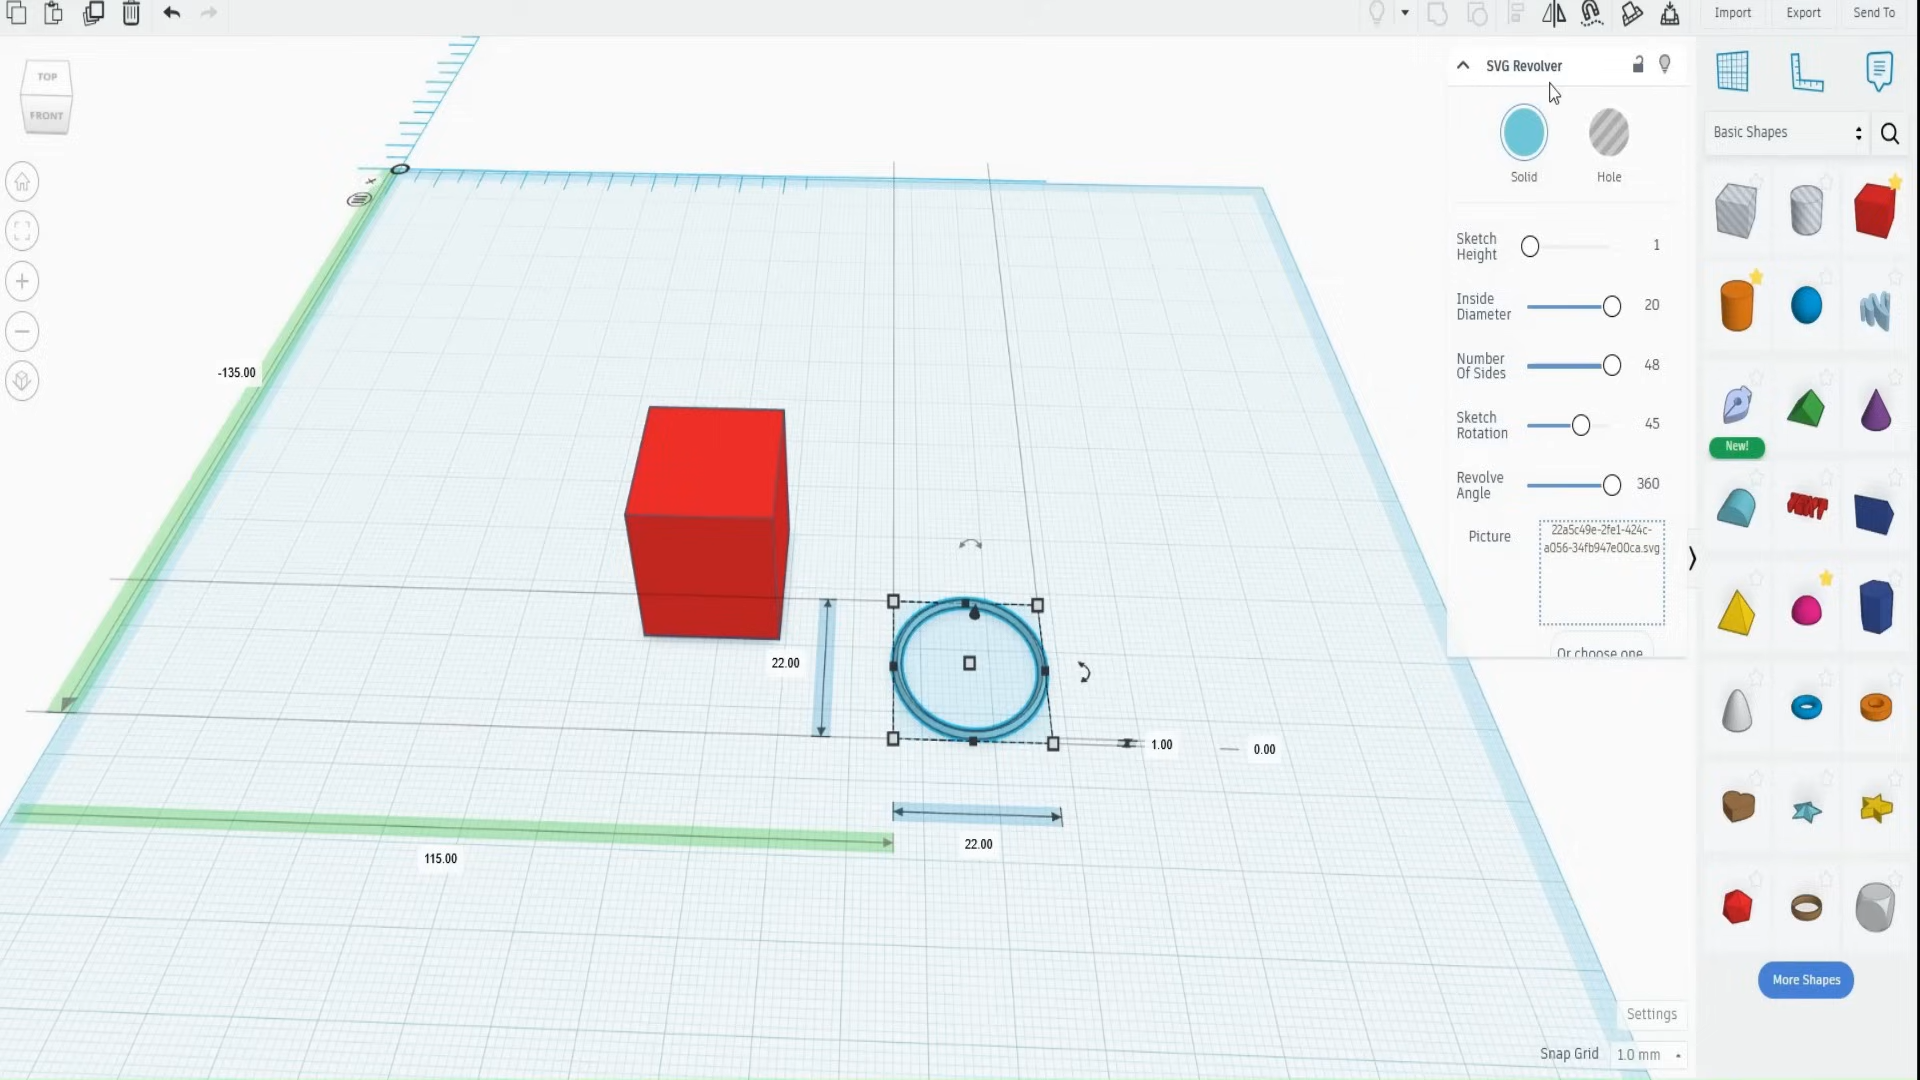 Import
Export
Send To
TOP
FRONT
SVG Revolver
Solid
Hole
Sketch
Height
1
Inside
Diameter
20
Number
Of Sides
48
Sketch
Rotation
45
Revolve
Angle
360
Picture
22a5c49e-2fe1-424c-
a056-34fb947e00ca.svg
Or choose one
Basic Shapes
New!
TEXT
More Shapes
-135.00
22.00
1.00
0.00
22.00
115.00
Settings
Snap Grid
1.0 mm